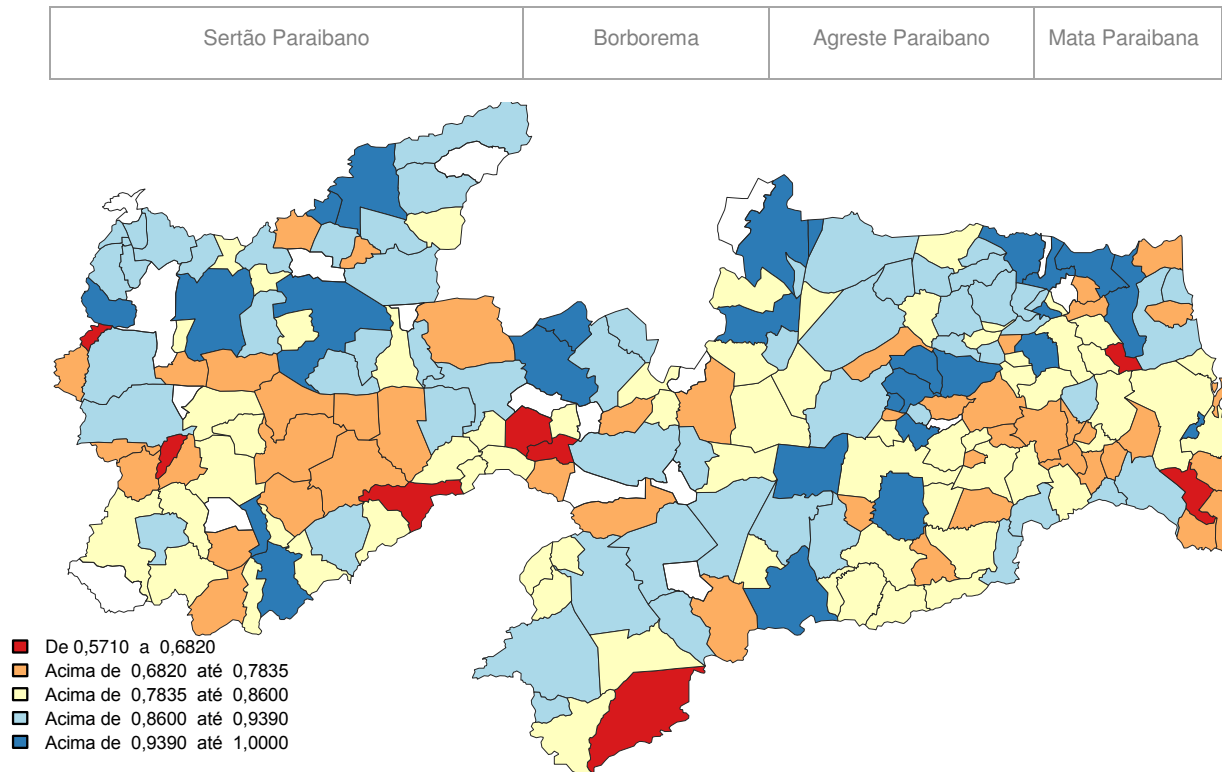 Sertão Paraibano Borborema Agreste Paraibano Mata Paraibana
De 0,5710 a 0,6820
Acima de 0,6820 até 0,7835
Acima de 0,7835 até 0,8600
Acima de 0,8600 até 0,9390
Acima de 0,9390 até 1,0000